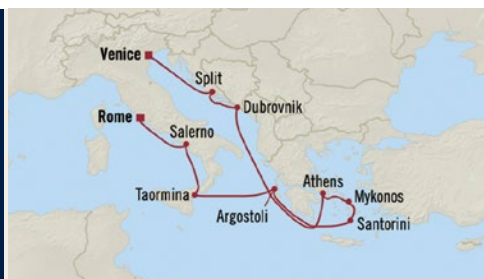 Venice
Split
Dubrovnik
Rome
Salerno
Athens
Mykonos
Taormina
Argostoli
Santorini